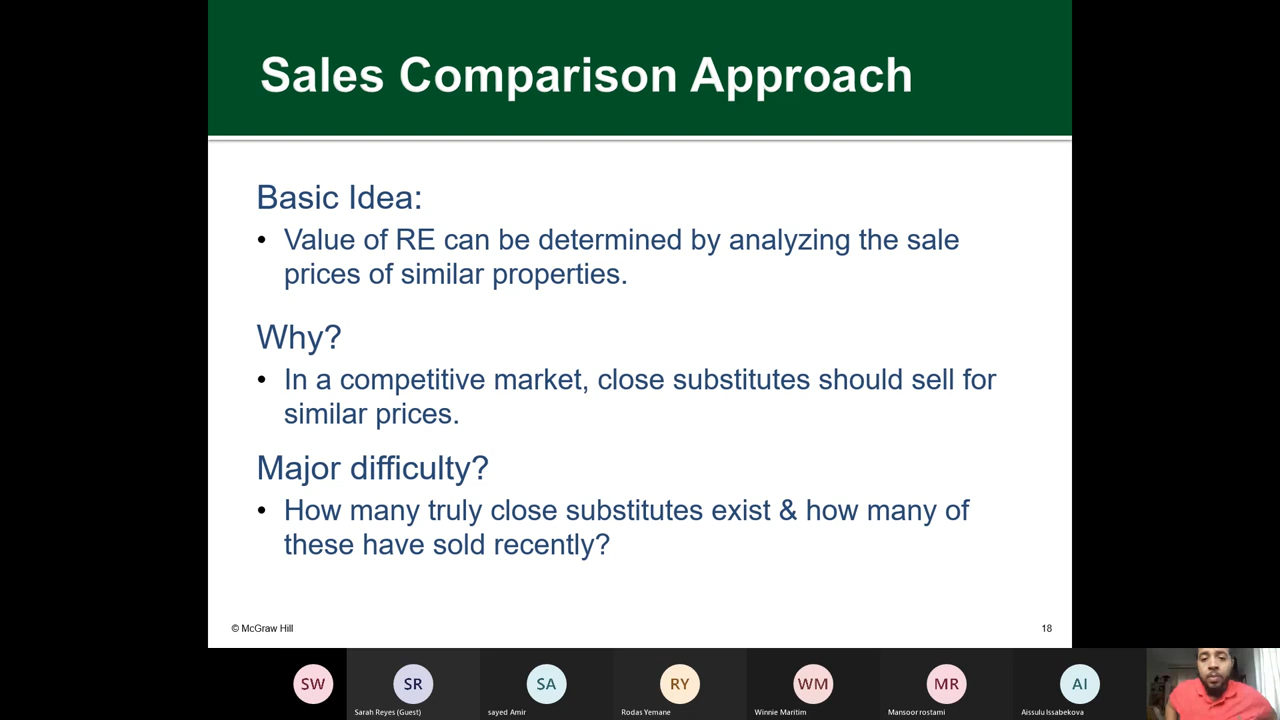 Sales Comparison Approach
Basic Idea:
• Value of RE can be determined by analyzing the sale
prices of similar properties.
Why?
• In a competitive market, close substitutes should sell for
similar prices.
Major difficulty?
• How many truly close substitutes exist & how many of
these have sold recently?
© McGraw Hill
18
SW
SR
SA
RY
WM
MR
AI
Sarah Reyes (Guest)
sayed Amir
Rodas Yemane
Winnie Maritim
Mansoor rostami
Aissulu Issabekova